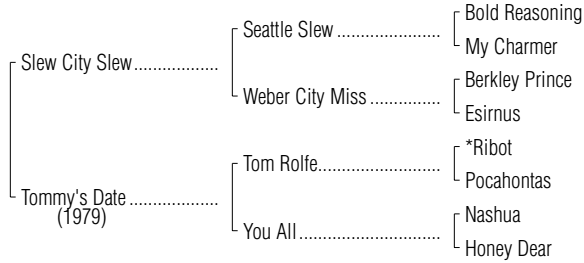 Bold Reasoning
Seattle Slew ..................
My Charmer
Slew City Slew.................
Berkley Prince
Weber City Miss ...............
Esirnus
*Ribot
Tom Rolfe.....................
Pocahontas
Tommy's Date ..................
(1979)
Nashua
You All .........................
Honey Dear